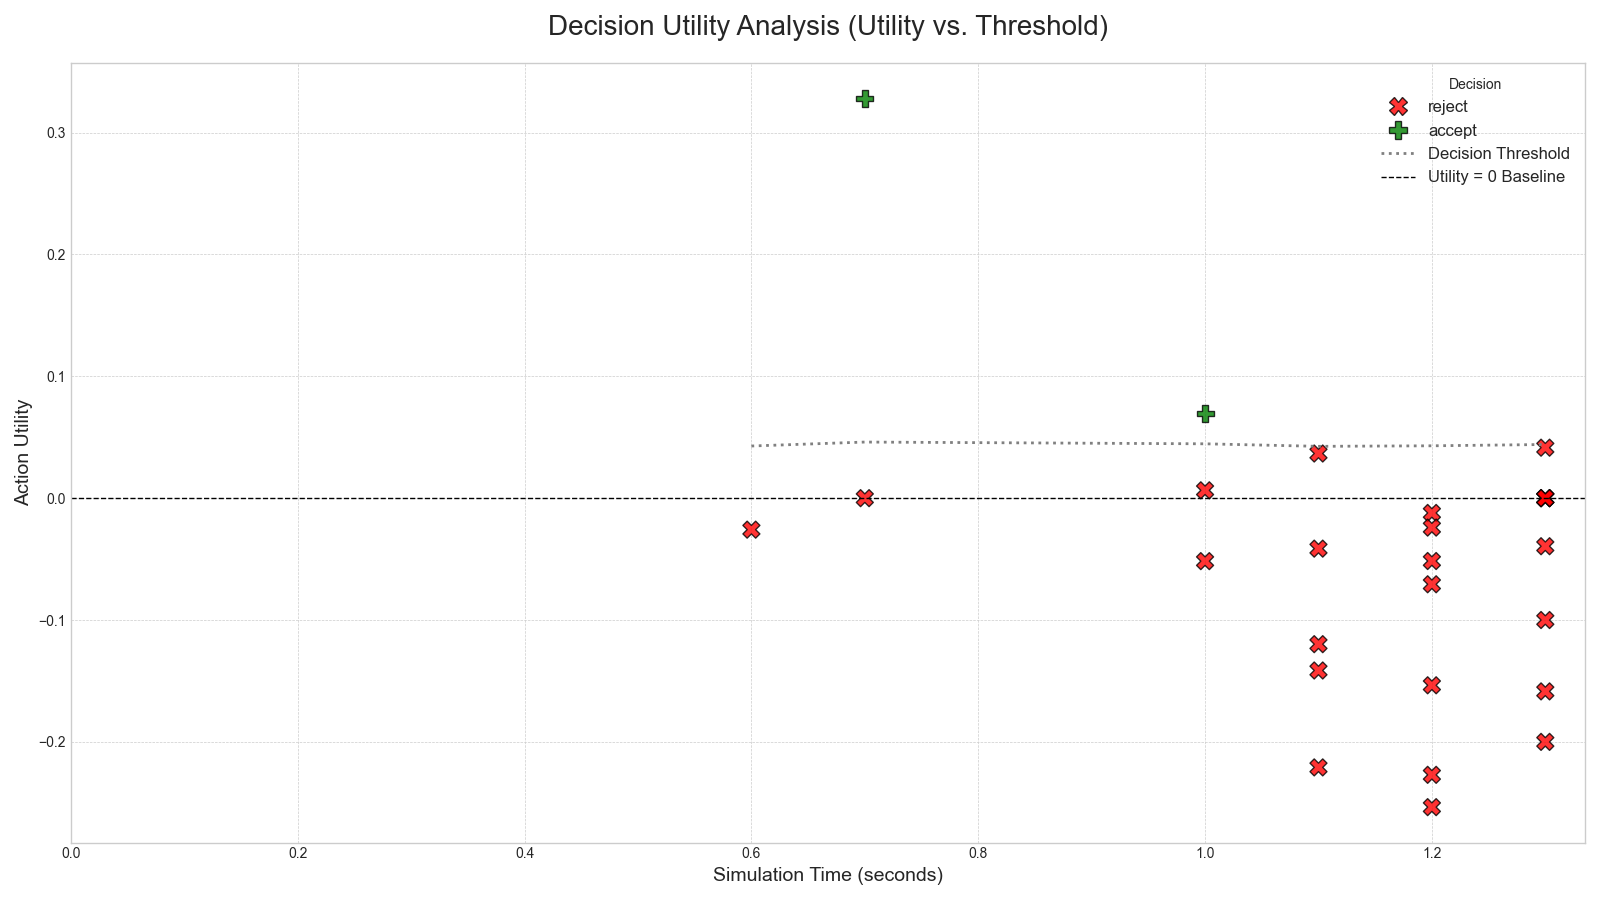 Decision Utility Analysis (Utility vs. Threshold)
Decision
reject
accept
Decision Threshold
Utility = 0 Baseline
Action Utility
0.3
0.2
0.1
0.0
−0.1
−0.2
0.0 0.2 0.4 0.6 0.8 1.0 1.2
Simulation Time (seconds)